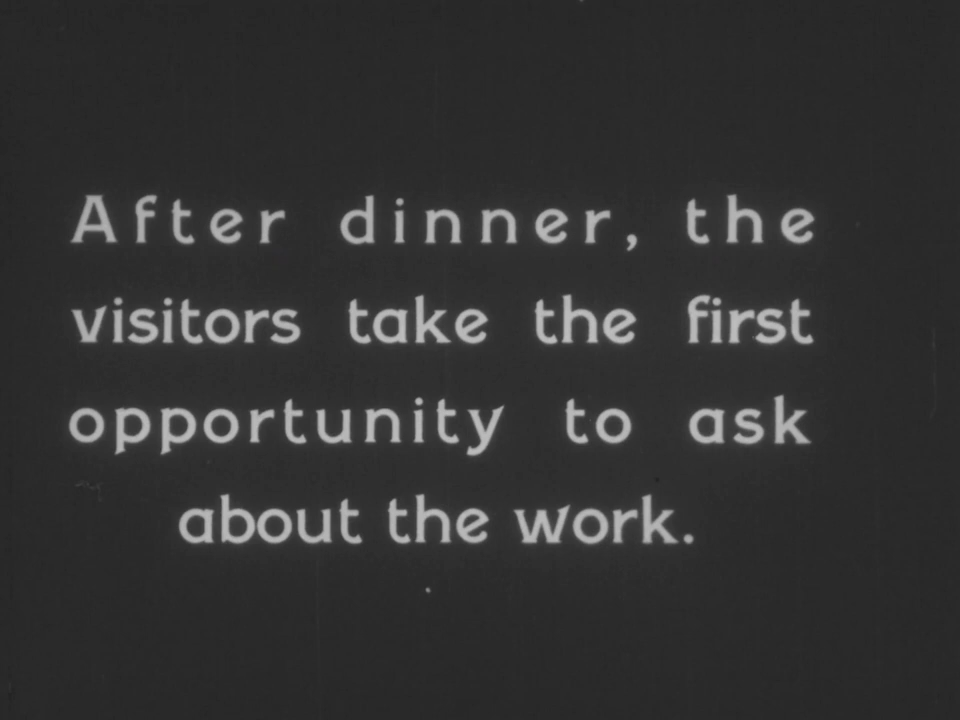 After dinner, the
visitors take the first
opportunity to ask
about the work.